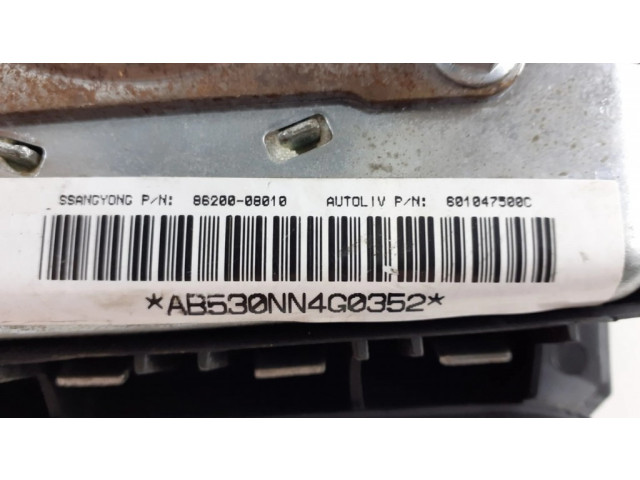 SSANGYONG P/N: 86200-08010 AUTOLIV P/N: 601047500C
*AB530NN4G0352*